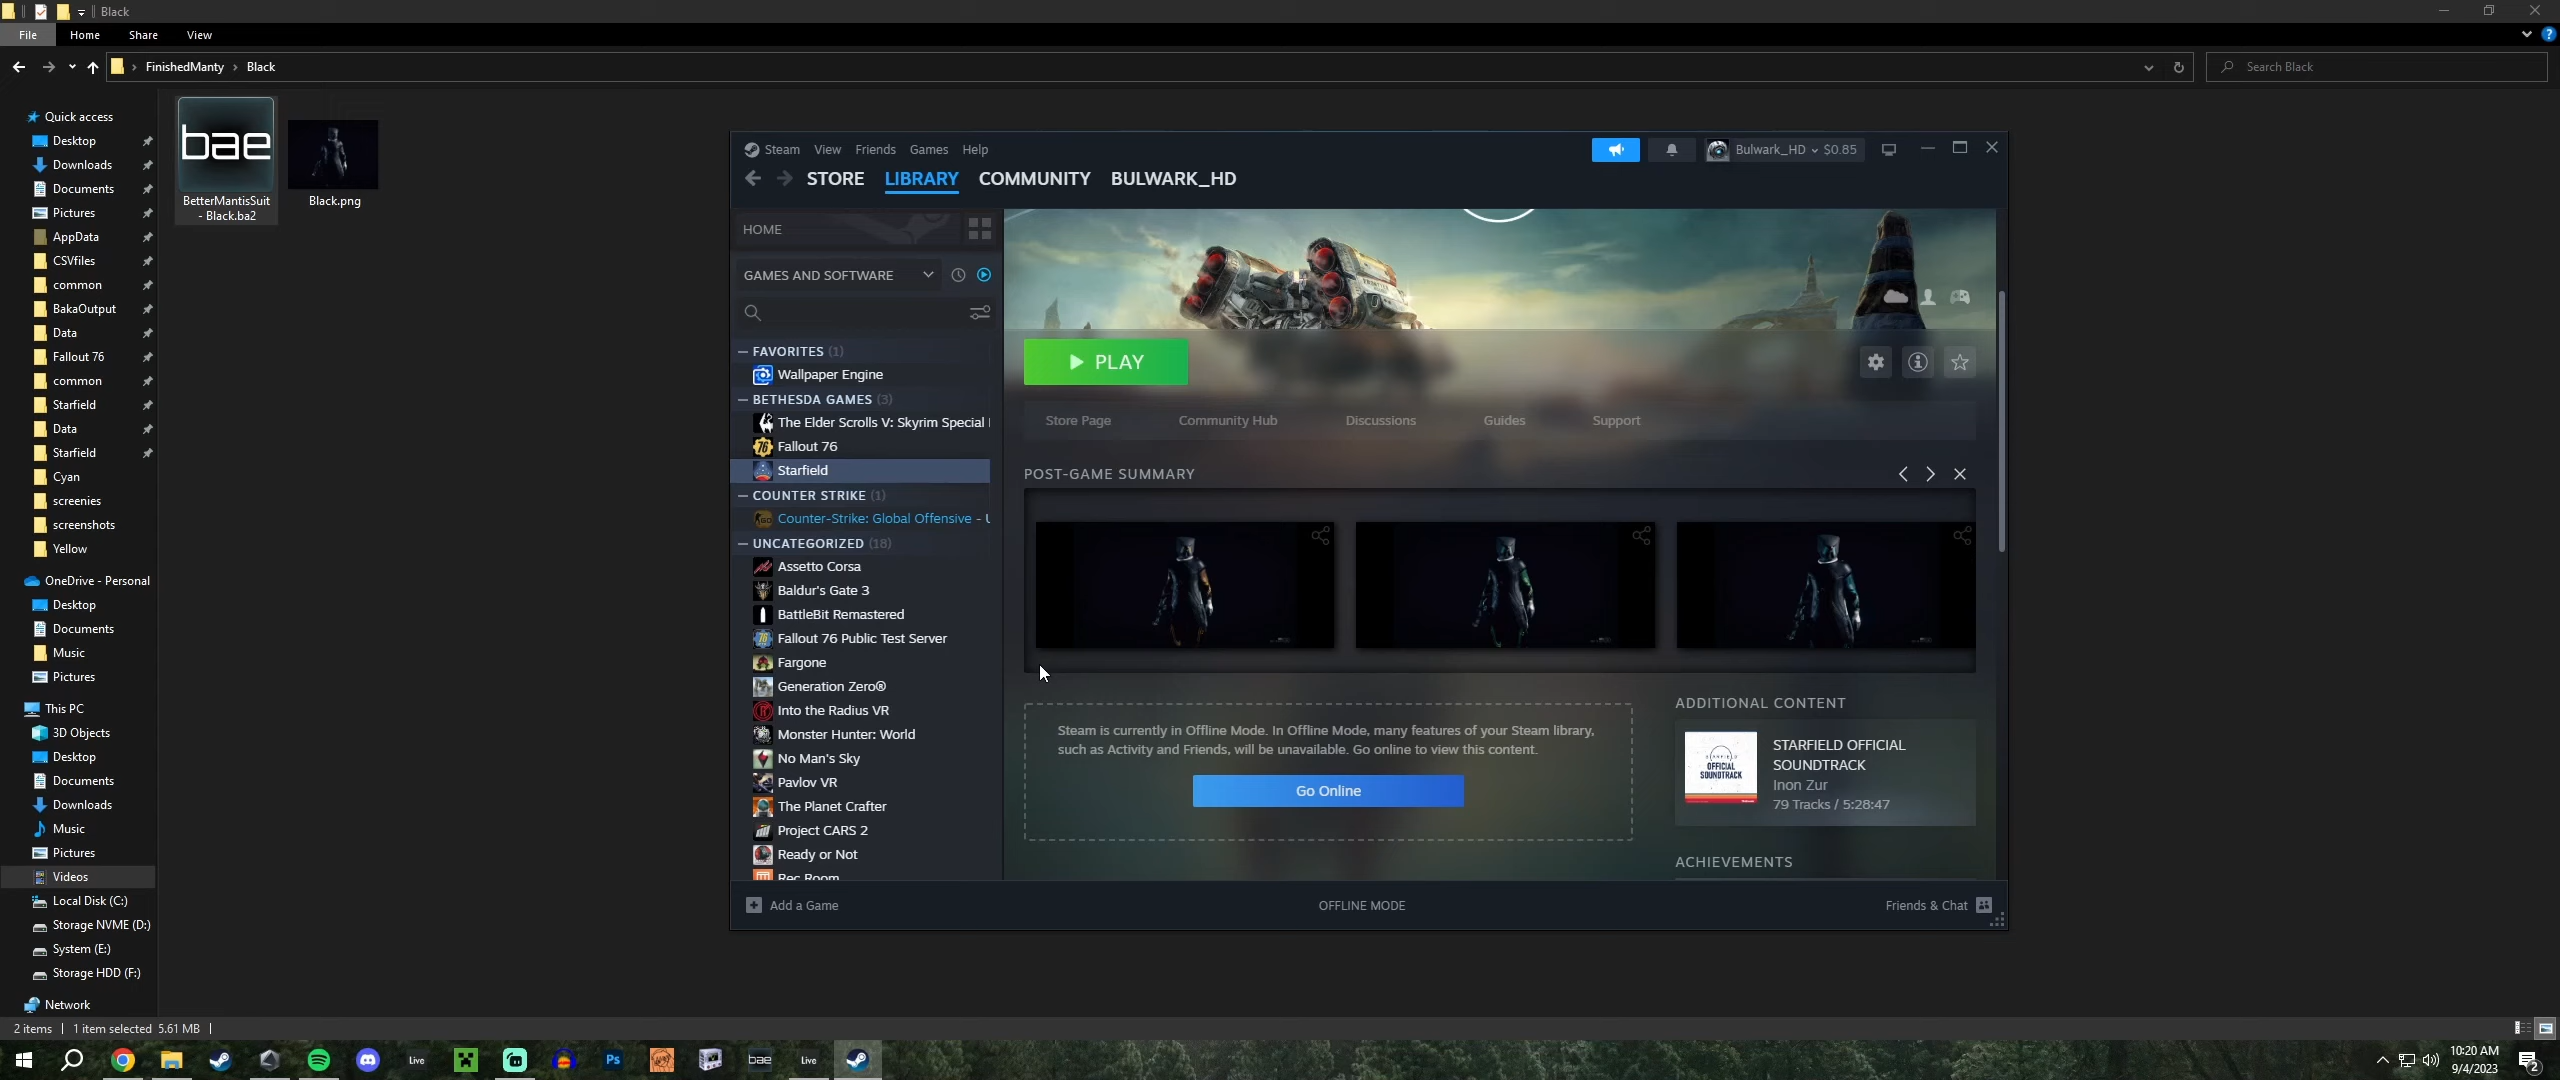 Black
File
Home
Share
View
FinishedManty
Black
Search Black
Quick access
Desktop
Downloads
Documents
Pictures
AppData
CSVfiles
common
BakaOutput
Data
Fallout 76
common
Starfield
Data
Starfield
Cyan
screenies
screenshots
Yellow
OneDrive - Personal
Desktop
Documents
Music
Pictures
This PC
3D Objects
Desktop
Documents
Downloads
Music
Pictures
Videos
Local Disk (C:)
Storage NVME (D:)
System (E:)
Storage HDD (F:)
Network
bae
BetterMantisSuit
- Black.ba2
Black.png
Steam
View
Friends
Games
Help
Bulwark_HD
$0.85
STORE
LIBRARY
COMMUNITY
BULWARK_HD
HOME
GAMES AND SOFTWARE
FAVORITES (1)
Wallpaper Engine
BETHESDA GAMES (3)
The Elder Scrolls V: Skyrim Special
Fallout 76
Starfield
COUNTER STRIKE (1)
Counter-Strike: Global Offensive -
UNCATEGORIZED (18)
Assetto Corsa
Baldur's Gate 3
BattleBit Remastered
Fallout 76 Public Test Server
Fargone
Generation Zero®
Into the Radius VR
Monster Hunter: World
No Man's Sky
Pavlov VR
The Planet Crafter
Project CARS 2
Ready or Not
Rec Room
PLAY
Store Page
Community Hub
Discussions
Guides
Support
POST-GAME SUMMARY
Steam is currently in Offline Mode. In Offline Mode, many features of your Steam library,
such as Activity and Friends, will be unavailable. Go online to view this content.
Go Online
ADDITIONAL CONTENT
OFFICIAL
SOUNDTRACK
STARFIELD OFFICIAL
SOUNDTRACK
Inon Zur
79 Tracks / 5:28:47
ACHIEVEMENTS
Add a Game
OFFLINE MODE
Friends & Chat
2 items
1 item selected 5.61 MB
Live
Ps
bae
Live
10:20 AM
9/4/2023
2